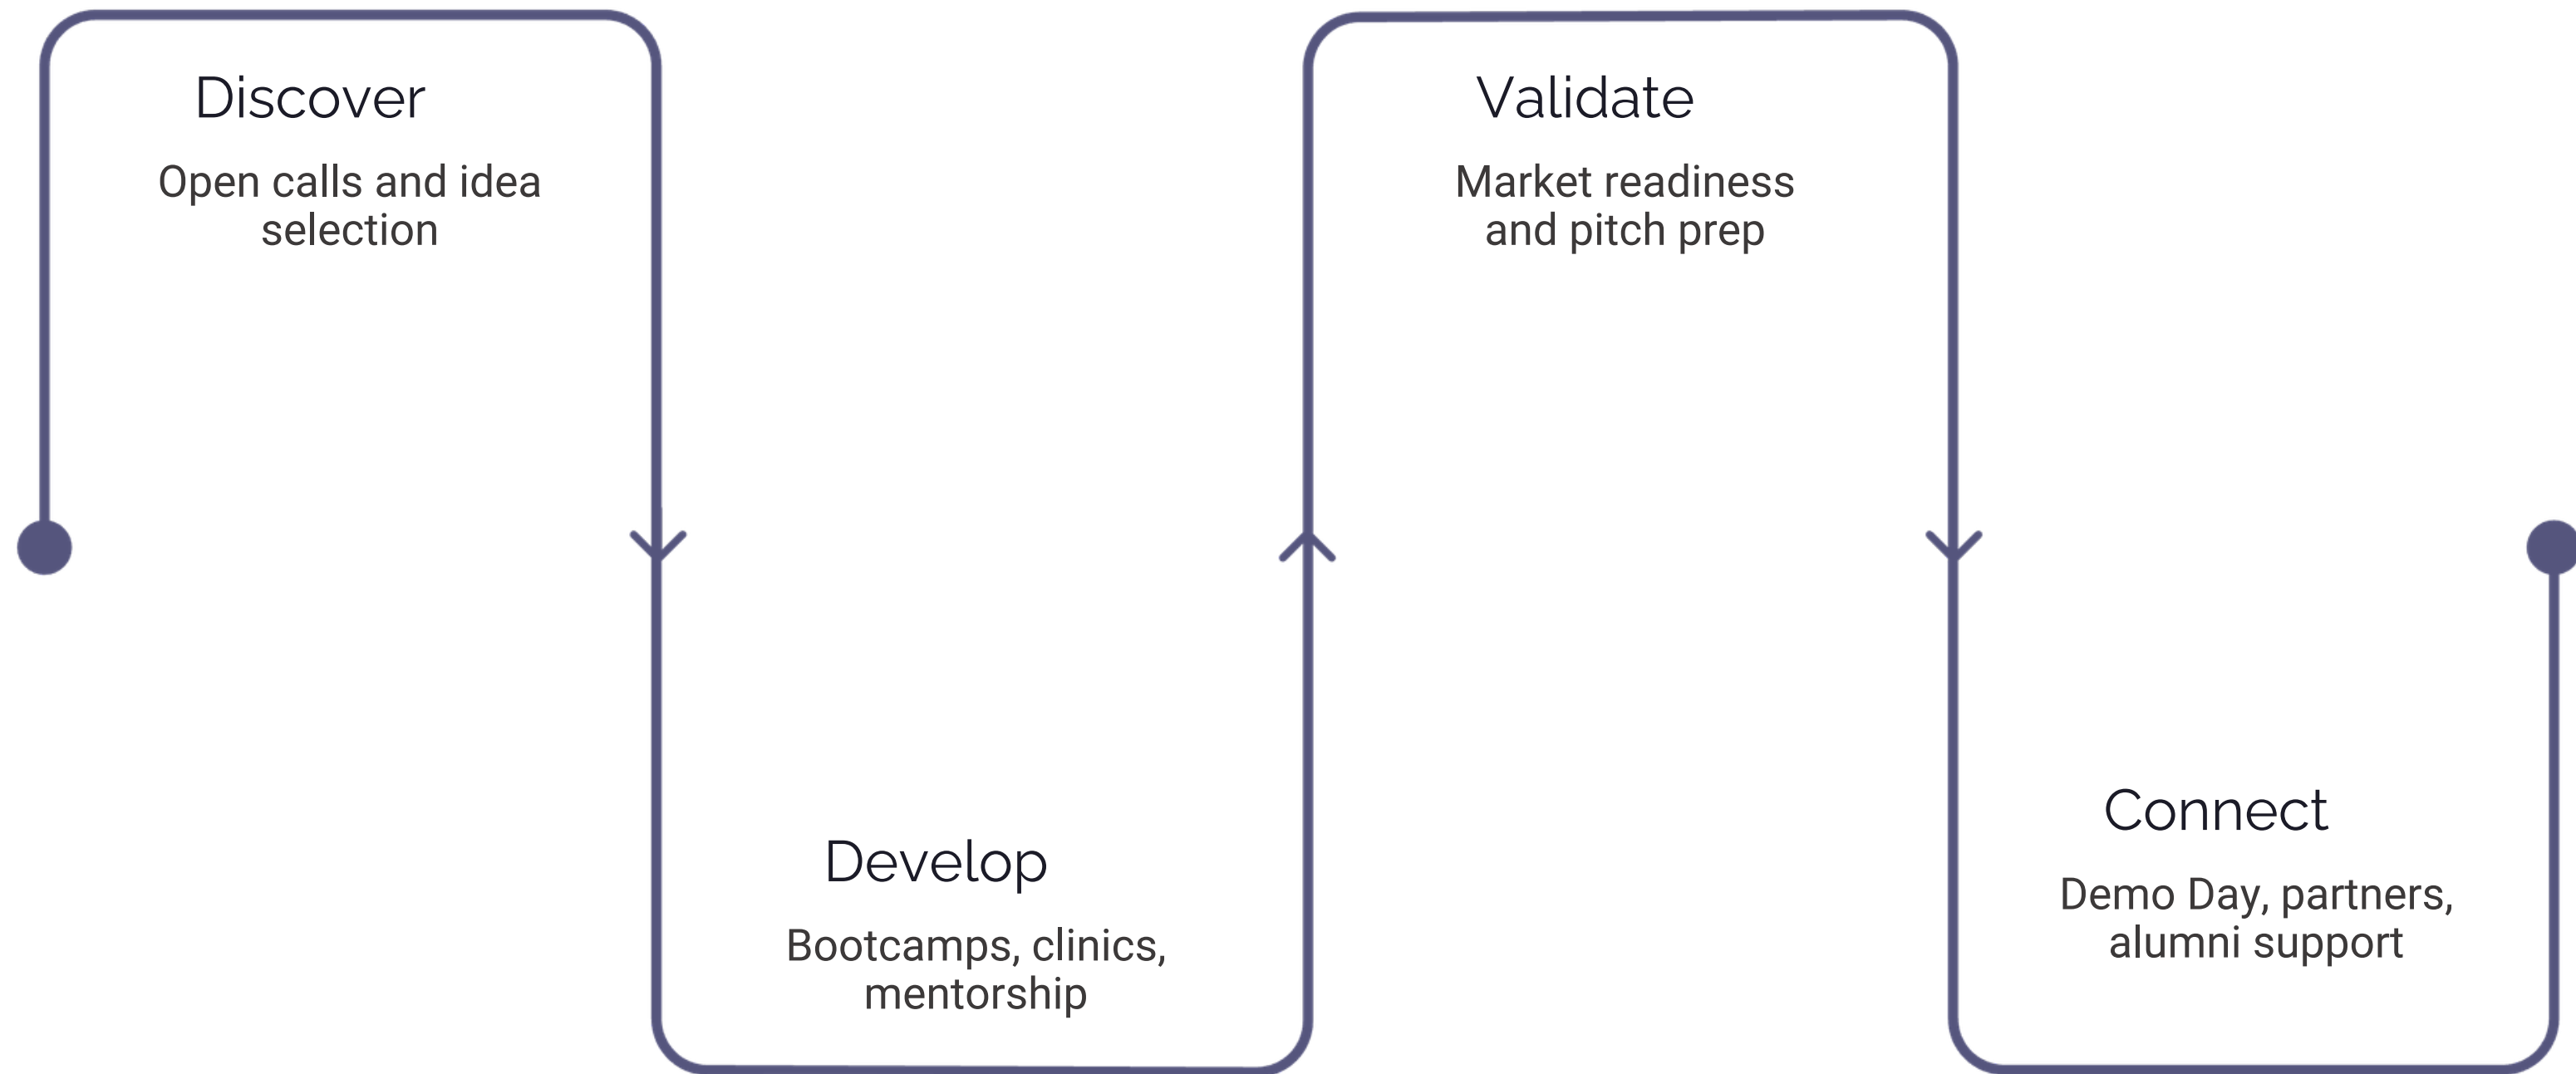 Discover
Open calls and idea
selection
Develop
Bootcamps, clinics,
mentorship
Validate
Market readiness
and pitch prep
Connect
Demo Day, partners,
alumni support